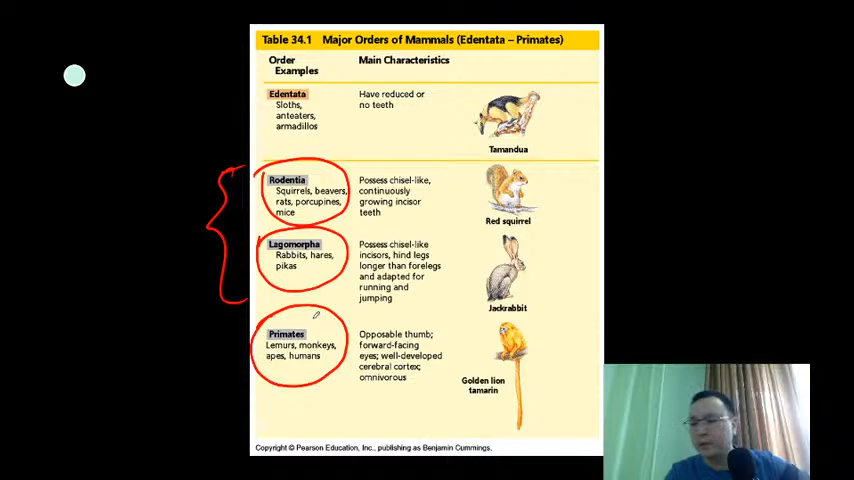 Table 34.1 Major Orders of Mammals (Edentata – Primates)
Order
Examples
Main Characteristics
Edentata
Sloths,
anteaters,
armadillos
Have reduced or
no teeth
Tamandua
Rodentia
Squirrels, beavers,
rats, porcupines,
mice
Possess chisel-like,
continuously
growing incisor
teeth
Red squirrel
Lagomorpha
Rabbits, hares,
pikas
Possess chisel-like
incisors, hind legs
longer than forelegs
and adapted for
running and
jumping
Jackrabbit
Primates
Lemurs, monkeys,
apes, humans
Opposable thumb;
forward-facing
eyes; well-developed
cerebral cortex;
omnivorous
Golden lion
tamarin
Copyright © Pearson Education, Inc., publishing as Benjamin Cummings.